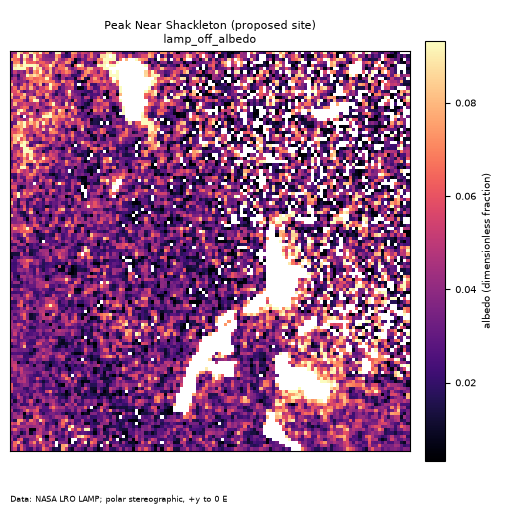 Peak Near Shackleton (proposed site)
lamp_off_albedo
0.08
0.06
0.04
0.02
albedo (dimensionless fraction)
Data: NASA LRO LAMP; polar stereographic, +y to 0 E